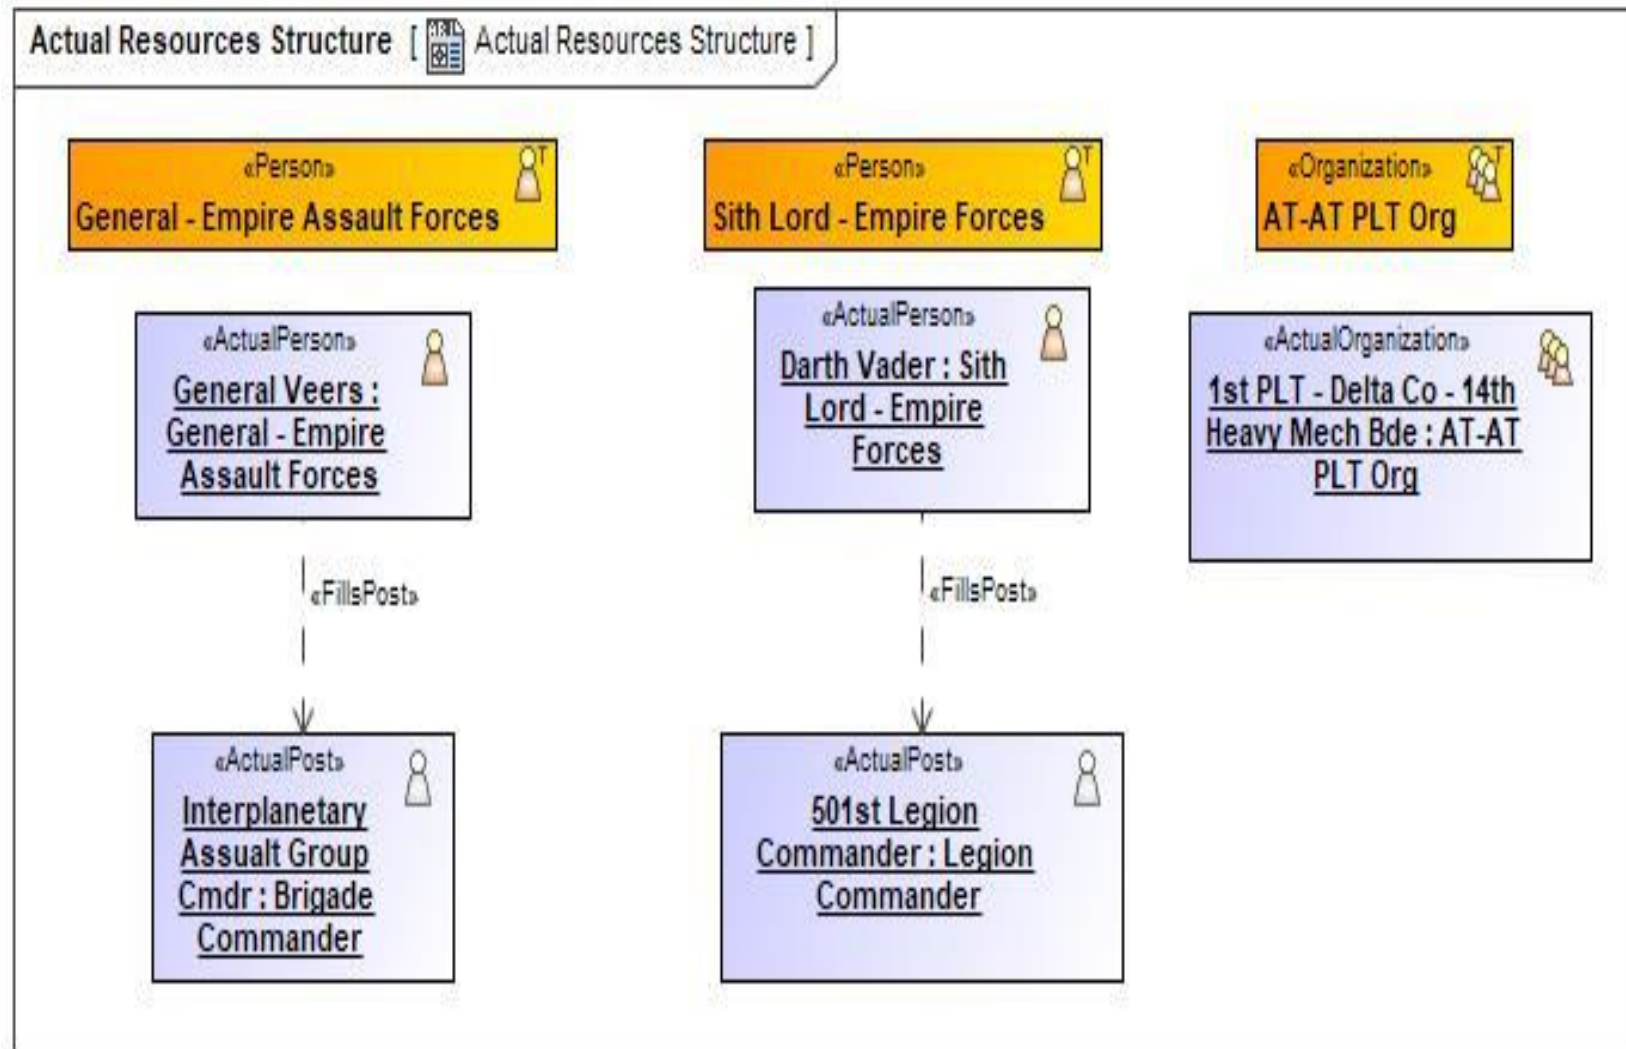 Actual Resources Structure [ Actual Resources Structure ]
«Person»
General - Empire Assault Forces
«Person»
Sith Lord - Empire Forces
«Organization»
AT-AT PLT Org
«ActualPerson»
General Veers :
General - Empire
Assault Forces
«ActualPerson»
Darth Vader : Sith
Lord - Empire
Forces
«ActualOrganization»
1st PLT - Delta Co - 14th
Heavy Mech Bde : AT-AT
PLT Org
«FillsPost»
«FillsPost»
«ActualPost»
Interplanetary
Assualt Group
Cmdr : Brigade
Commander
«ActualPost»
501st Legion
Commander : Legion
Commander